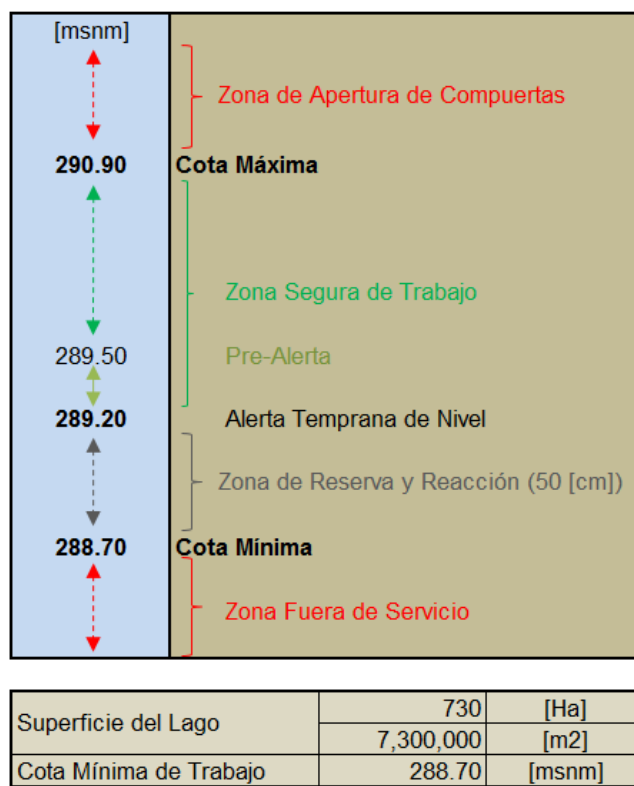 [msnm]
Zona de Apertura de Compuertas
290.90 Cota Máxima
Zona Segura de Trabajo
289.50 Pre-Alerta
289.20 Alerta Temprana de Nivel
Zona de Reserva y Reacción (50 [cm])
288.70 Cota Mínima
Zona Fuera de Servicio
Superficie del Lago 730 [Ha]
7,300,000 [m2]
Cota Mínima de Trabajo 288.70 [msnm]